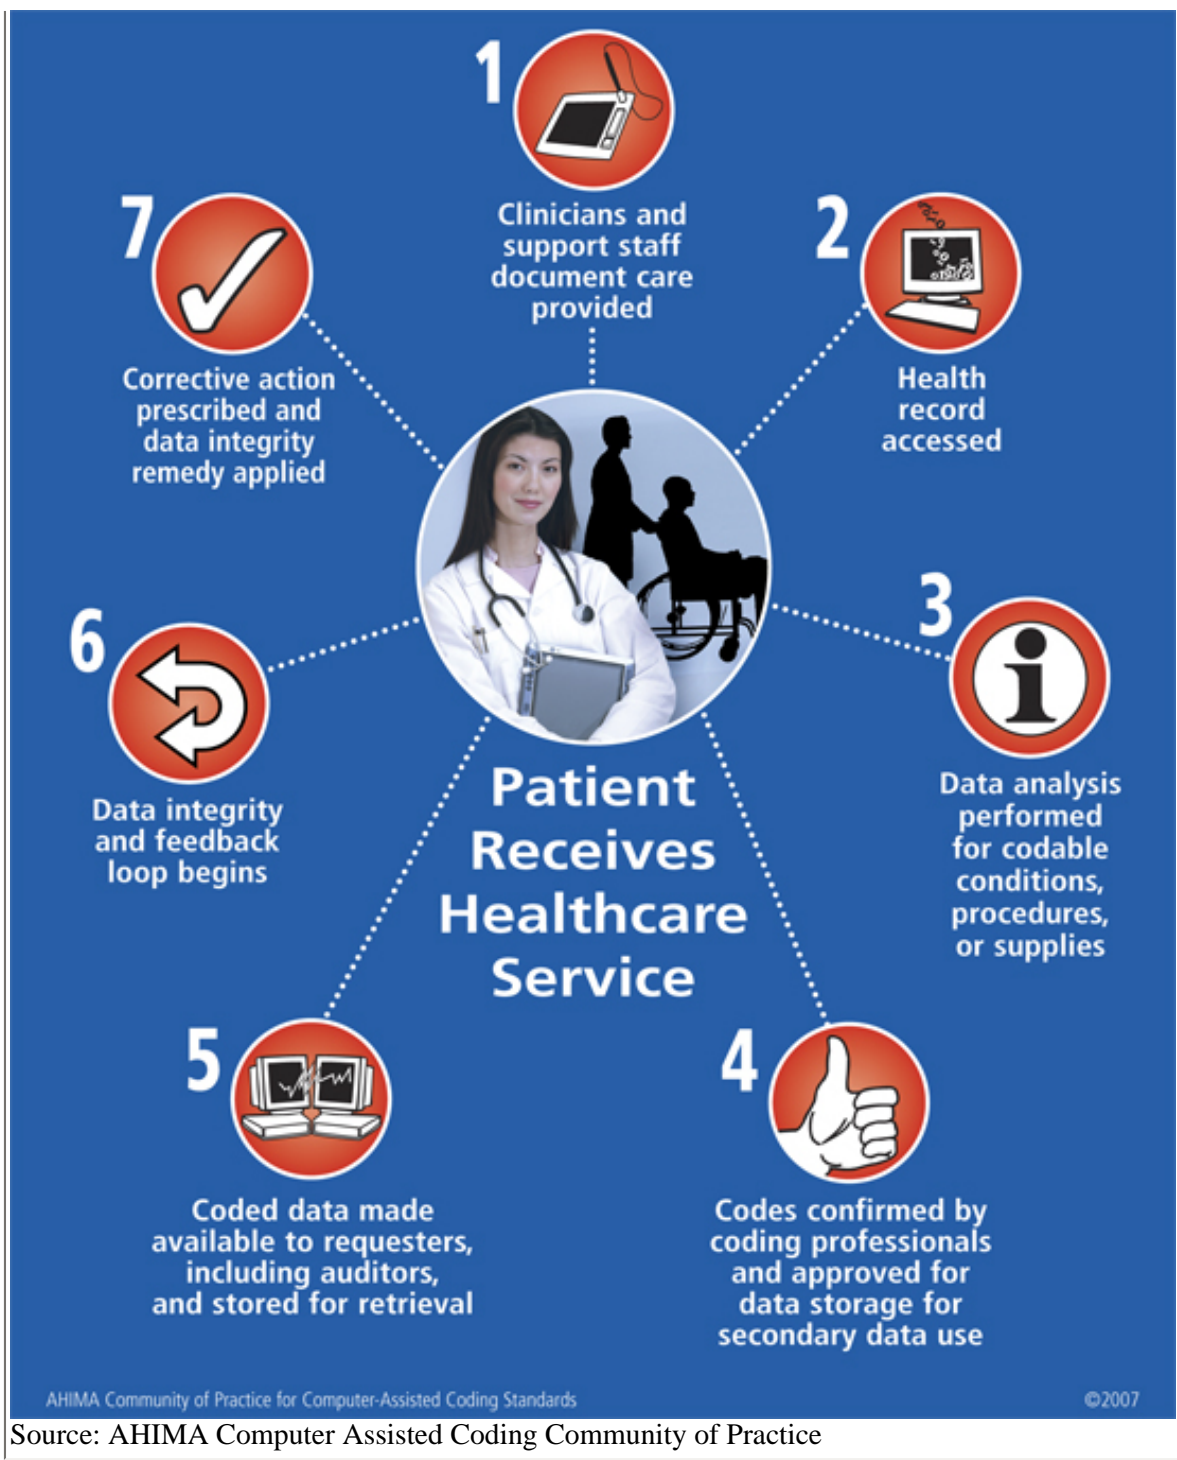 1
Clinicians and
support staff
document care
provided
2
Health
record
accessed
3
Data analysis
performed
for codable
conditions,
procedures,
or supplies
4
Codes confirmed by
coding professionals
and approved for
data storage for
secondary data use
5
Coded data made
available to requesters,
including auditors,
and stored for retrieval
6
Data integrity
and feedback
loop begins
7
Corrective action
prescribed and
data integrity
remedy applied
Patient
Receives
Healthcare
Service
AHIMA Community of Practice for Computer-Assisted Coding Standards
©2007
Source: AHIMA Computer Assisted Coding Community of Practice